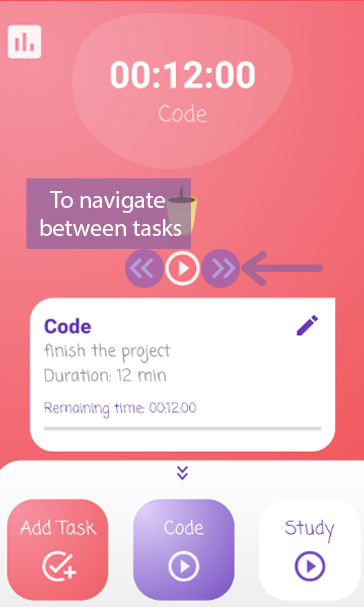 00:12:00
Code
To navigate
between tasks
Code
finish the project
Duration: 12 min
Remaining time: 00:12:00
Add Task
Code
Study